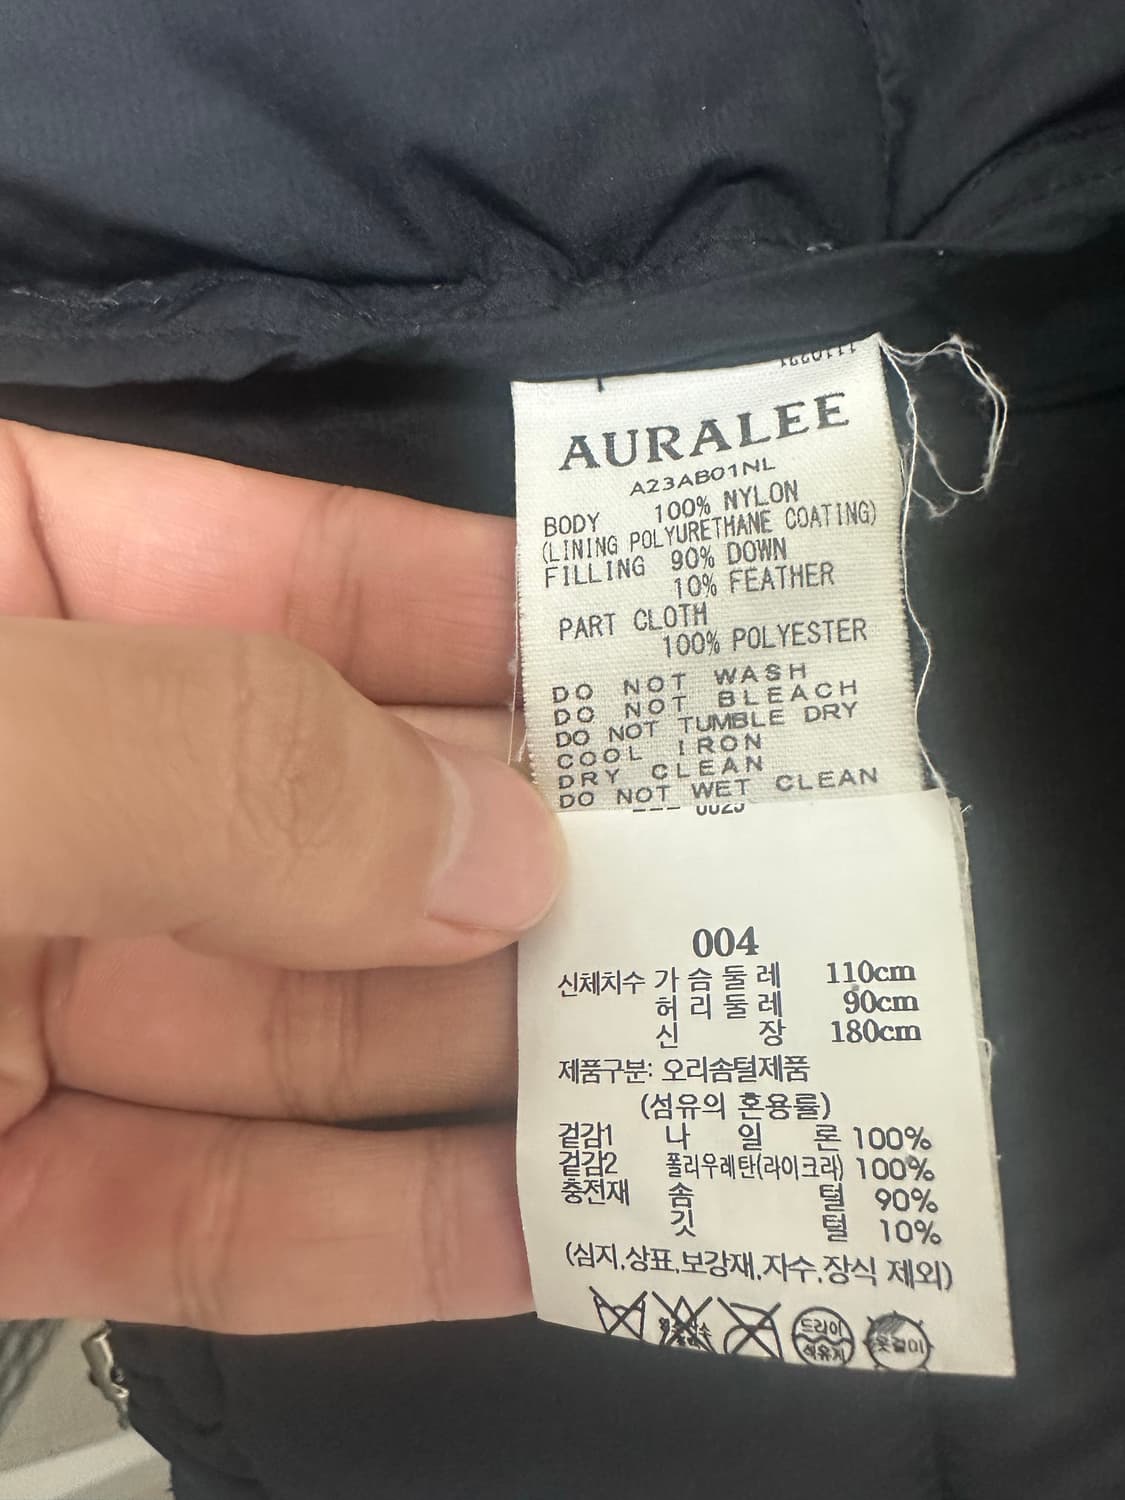 AURALEE
A23AB01NL
BODY 100% NYLON
(LINING POLYURETHANE COATING)
FILLING 90% DOWN
10% FEATHER
PART CLOTH
100% POLYESTER
DO NOT WASH
DO NOT BLEACH
DO NOT TUMBLE DRY
COOL IRON
DRY CLEAN
DO NOT WET CLEAN
004
신체치수 가슴둘레 110cm
허리둘레 90cm
신장 180cm
제품구분: 오리솜털제품
(섬유의 혼용률)
겉감1 나일론 100%
겉감2 폴리우레탄(라이크라) 100%
충전재 솜털 90%
깃털 10%
(심지,상표,보강재,자수,장식 제외)
드라이
석유계
옷걸이